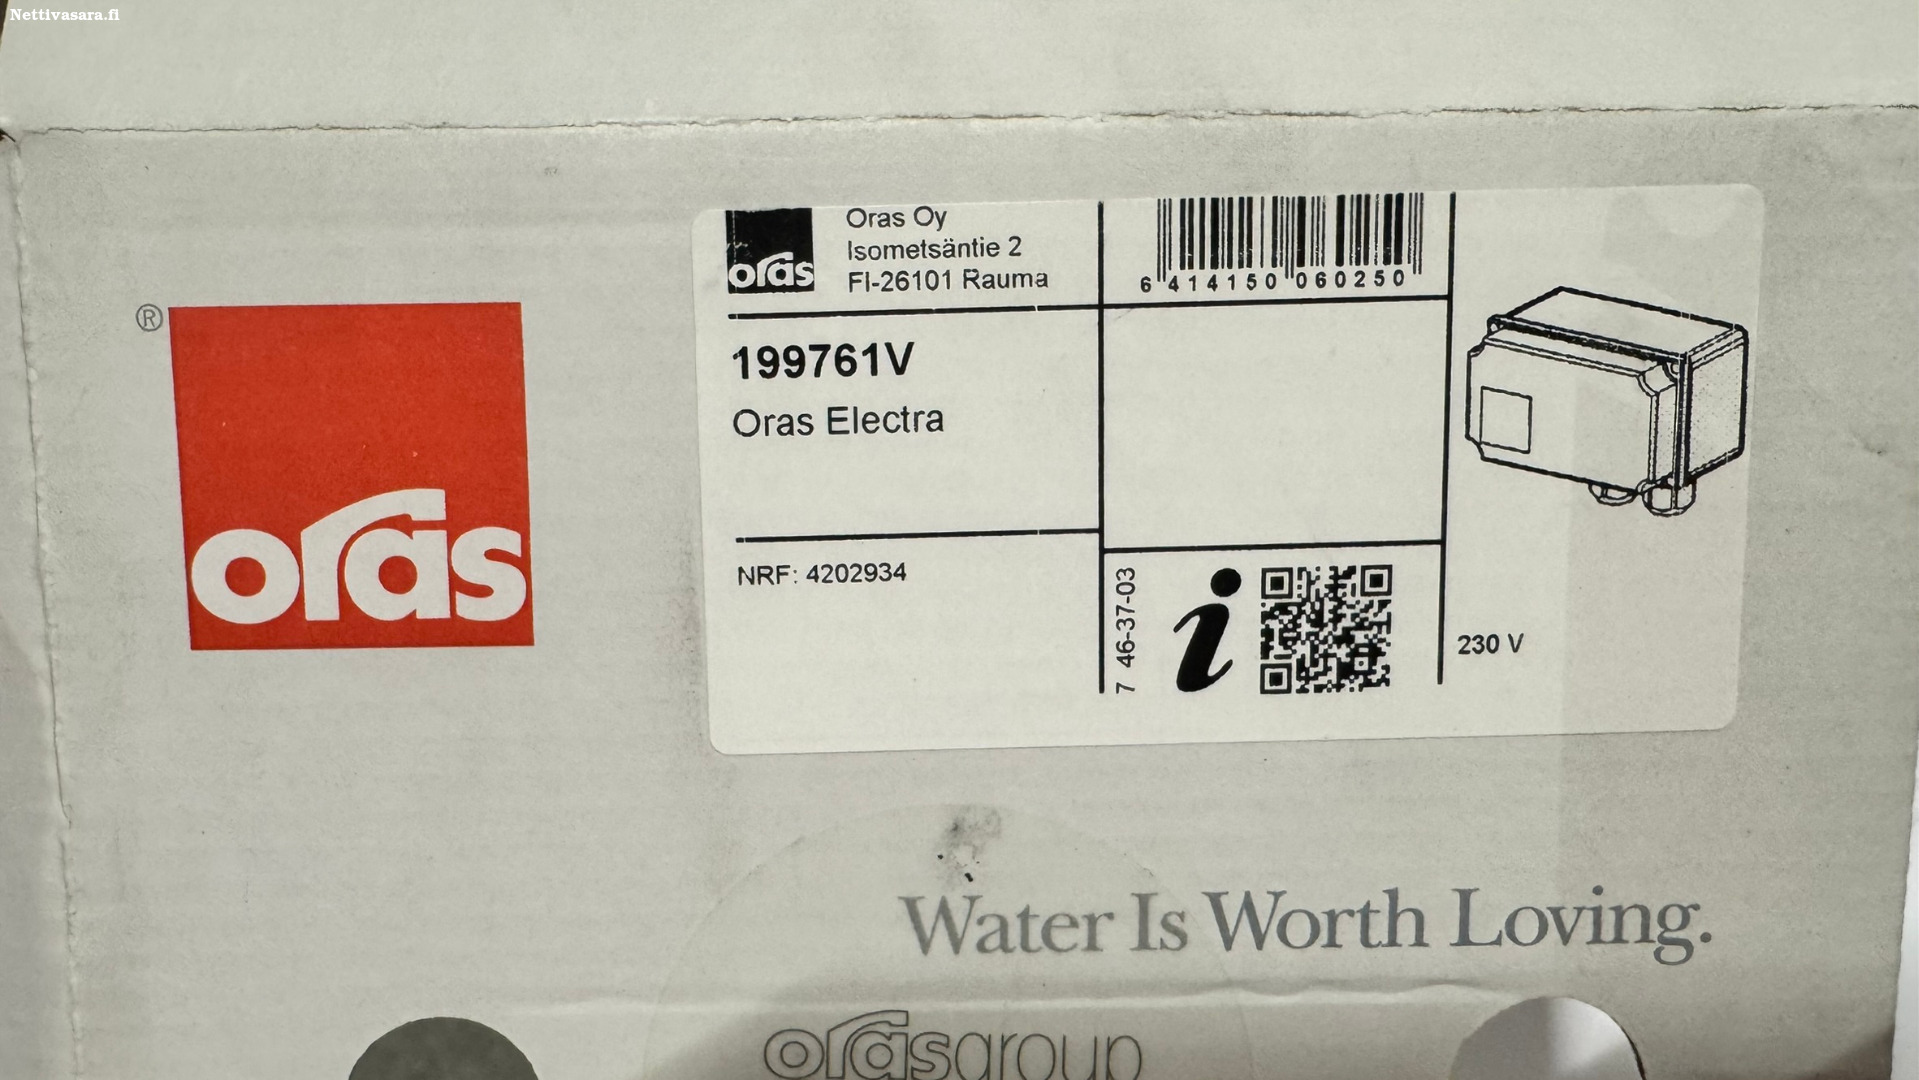 Nettivasara.fi
®
oras
oras
Oras Oy
Isometsäntie 2
FI-26101 Rauma
6 414150 060250
199761V
Oras Electra
NRF: 4202934
7 46-37-03
i
230 V
Water Is Worth Loving.
orasgroup